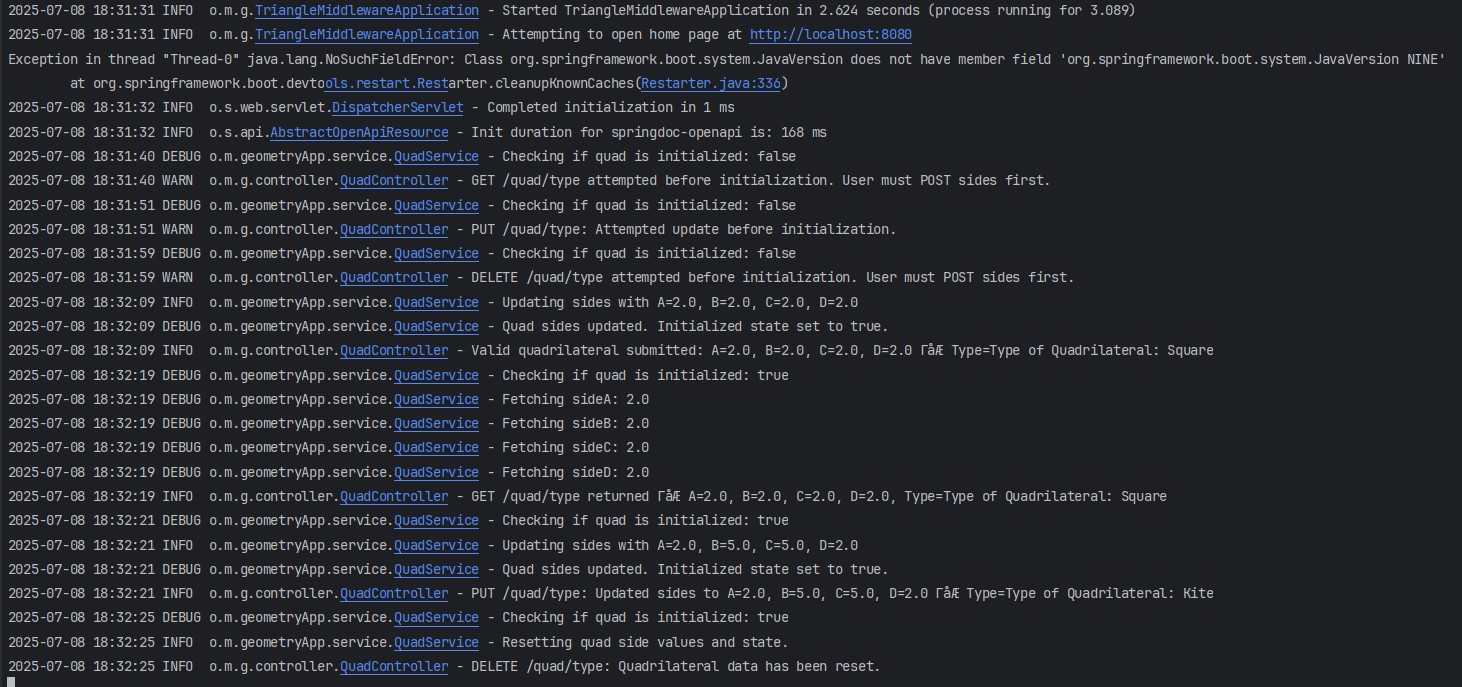 2025-07-08 18:31:31 INFO  o.m.g.TriangleMiddlewareApplication - Started TriangleMiddlewareApplication in 2.624 seconds (process running for 3.089)
2025-07-08 18:31:31 INFO  o.m.g.TriangleMiddlewareApplication - Attempting to open home page at http://localhost:8080
Exception in thread "Thread-0" java.lang.NoSuchFieldError: Class org.springframework.boot.system.JavaVersion does not have member field 'org.springframework.boot.system.JavaVersion NINE'
        at org.springframework.boot.devtools.restart.Restarter.cleanupKnownCaches(Restarter.java:336)
2025-07-08 18:31:32 INFO  o.s.web.servlet.DispatcherServlet - Completed initialization in 1 ms
2025-07-08 18:31:32 INFO  o.s.api.AbstractOpenApiResource - Init duration for springdoc-openapi is: 168 ms
2025-07-08 18:31:40 DEBUG o.m.geometryApp.service.QuadService - Checking if quad is initialized: false
2025-07-08 18:31:40 WARN  o.m.g.controller.QuadController - GET /quad/type attempted before initialization. User must POST sides first.
2025-07-08 18:31:51 DEBUG o.m.geometryApp.service.QuadService - Checking if quad is initialized: false
2025-07-08 18:31:51 WARN  o.m.g.controller.QuadController - PUT /quad/type: Attempted update before initialization.
2025-07-08 18:31:59 DEBUG o.m.geometryApp.service.QuadService - Checking if quad is initialized: false
2025-07-08 18:31:59 WARN  o.m.g.controller.QuadController - DELETE /quad/type attempted before initialization. User must POST sides first.
2025-07-08 18:32:09 INFO  o.m.geometryApp.service.QuadService - Updating sides with A=2.0, B=2.0, C=2.0, D=2.0
2025-07-08 18:32:09 DEBUG o.m.geometryApp.service.QuadService - Quad sides updated. Initialized state set to true.
2025-07-08 18:32:09 INFO  o.m.g.controller.QuadController - Valid quadrilateral submitted: A=2.0, B=2.0, C=2.0, D=2.0 ΓåÆ Type=Type of Quadrilateral: Square
2025-07-08 18:32:19 DEBUG o.m.geometryApp.service.QuadService - Checking if quad is initialized: true
2025-07-08 18:32:19 DEBUG o.m.geometryApp.service.QuadService - Fetching sideA: 2.0
2025-07-08 18:32:19 DEBUG o.m.geometryApp.service.QuadService - Fetching sideB: 2.0
2025-07-08 18:32:19 DEBUG o.m.geometryApp.service.QuadService - Fetching sideC: 2.0
2025-07-08 18:32:19 DEBUG o.m.geometryApp.service.QuadService - Fetching sideD: 2.0
2025-07-08 18:32:19 INFO  o.m.g.controller.QuadController - GET /quad/type returned ΓåÆ A=2.0, B=2.0, C=2.0, D=2.0, Type=Type of Quadrilateral: Square
2025-07-08 18:32:21 DEBUG o.m.geometryApp.service.QuadService - Checking if quad is initialized: true
2025-07-08 18:32:21 INFO  o.m.geometryApp.service.QuadService - Updating sides with A=2.0, B=5.0, C=5.0, D=2.0
2025-07-08 18:32:21 DEBUG o.m.geometryApp.service.QuadService - Quad sides updated. Initialized state set to true.
2025-07-08 18:32:21 INFO  o.m.g.controller.QuadController - PUT /quad/type: Updated sides to A=2.0, B=5.0, C=5.0, D=2.0 ΓåÆ Type=Type of Quadrilateral: Kite
2025-07-08 18:32:25 DEBUG o.m.geometryApp.service.QuadService - Checking if quad is initialized: true
2025-07-08 18:32:25 INFO  o.m.geometryApp.service.QuadService - Resetting quad side values and state.
2025-07-08 18:32:25 INFO  o.m.g.controller.QuadController - DELETE /quad/type: Quadrilateral data has been reset.